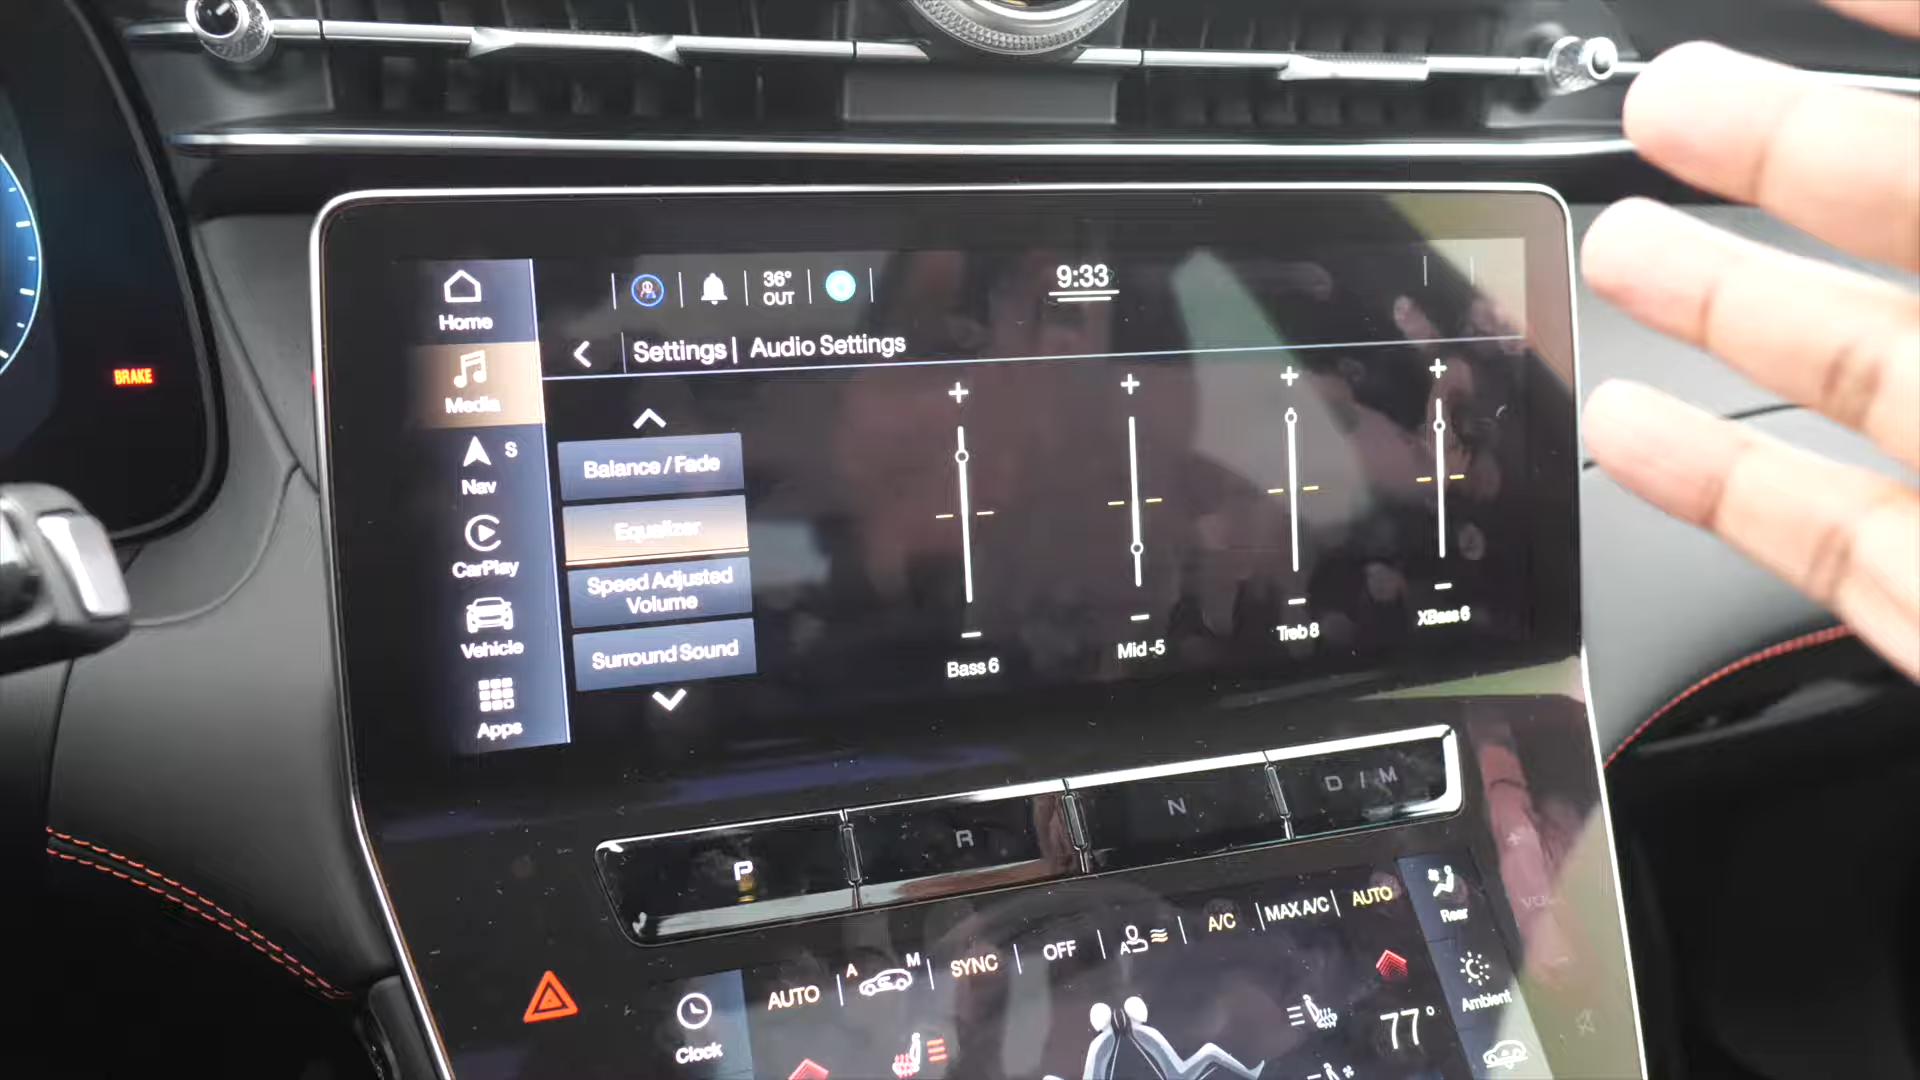 36°
OUT
9:33
Home
Settings | Audio Settings
Media
S
Nav
CarPlay
Vehicle
Apps
Balance / Fade
Equalizer
Speed Adjusted
Volume
Surround Sound
Bass 6
Mid -5
Treb 8
XBass 6
BRAKE
P
R
N
D / M
AUTO
A
M
SYNC
OFF
A
A/C
MAX A/C
AUTO
Rear
VOL
Clock
77°
Ambient